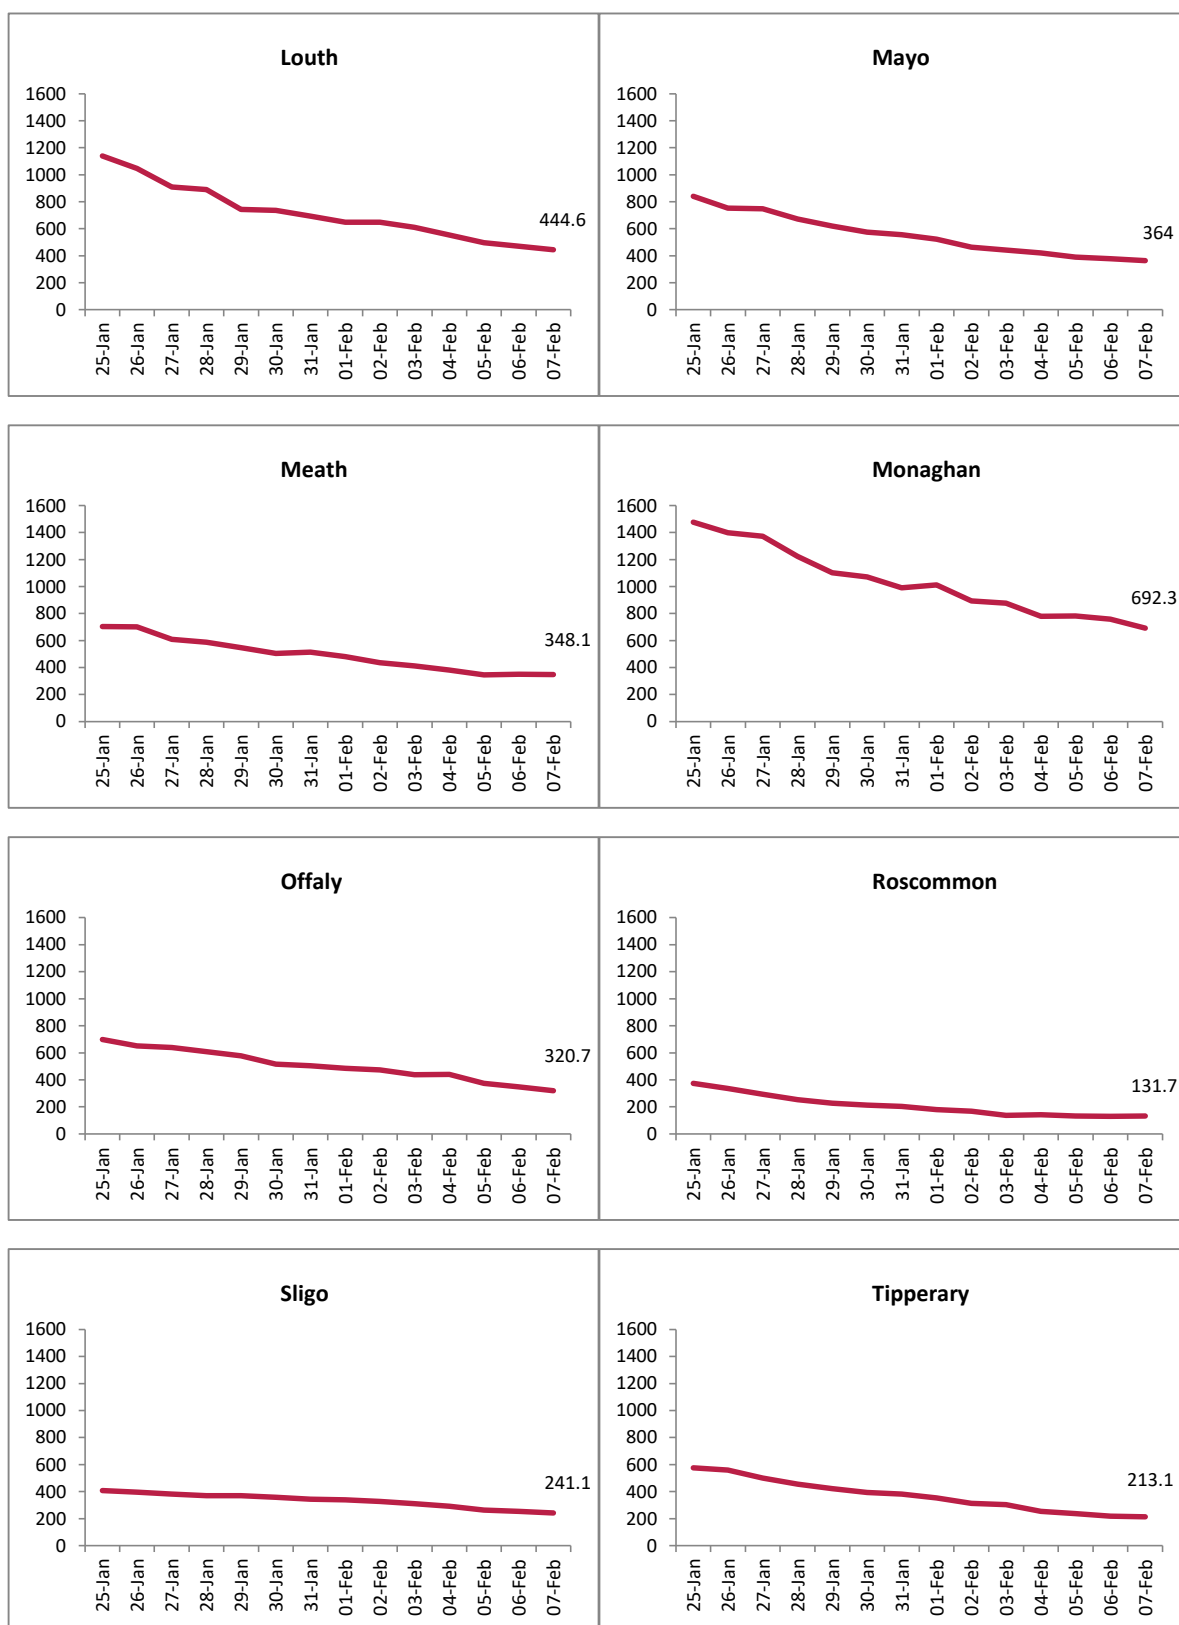 Louth
1600
1400
1200
1000
800
600
400
200
0
444.6
25-Jan
26-Jan
27-Jan
28-Jan
29-Jan
30-Jan
31-Jan
01-Feb
02-Feb
03-Feb
04-Feb
05-Feb
06-Feb
07-Feb
Mayo
1600
1400
1200
1000
800
600
400
200
0
364
25-Jan
26-Jan
27-Jan
28-Jan
29-Jan
30-Jan
31-Jan
01-Feb
02-Feb
03-Feb
04-Feb
05-Feb
06-Feb
07-Feb
Meath
1600
1400
1200
1000
800
600
400
200
0
348.1
25-Jan
26-Jan
27-Jan
28-Jan
29-Jan
30-Jan
31-Jan
01-Feb
02-Feb
03-Feb
04-Feb
05-Feb
06-Feb
07-Feb
Monaghan
1600
1400
1200
1000
800
600
400
200
0
692.3
25-Jan
26-Jan
27-Jan
28-Jan
29-Jan
30-Jan
31-Jan
01-Feb
02-Feb
03-Feb
04-Feb
05-Feb
06-Feb
07-Feb
Offaly
1600
1400
1200
1000
800
600
400
200
0
320.7
25-Jan
26-Jan
27-Jan
28-Jan
29-Jan
30-Jan
31-Jan
01-Feb
02-Feb
03-Feb
04-Feb
05-Feb
06-Feb
07-Feb
Roscommon
1600
1400
1200
1000
800
600
400
200
0
131.7
25-Jan
26-Jan
27-Jan
28-Jan
29-Jan
30-Jan
31-Jan
01-Feb
02-Feb
03-Feb
04-Feb
05-Feb
06-Feb
07-Feb
Sligo
1600
1400
1200
1000
800
600
400
200
0
241.1
25-Jan
26-Jan
27-Jan
28-Jan
29-Jan
30-Jan
31-Jan
01-Feb
02-Feb
03-Feb
04-Feb
05-Feb
06-Feb
07-Feb
Tipperary
1600
1400
1200
1000
800
600
400
200
0
213.1
25-Jan
26-Jan
27-Jan
28-Jan
29-Jan
30-Jan
31-Jan
01-Feb
02-Feb
03-Feb
04-Feb
05-Feb
06-Feb
07-Feb